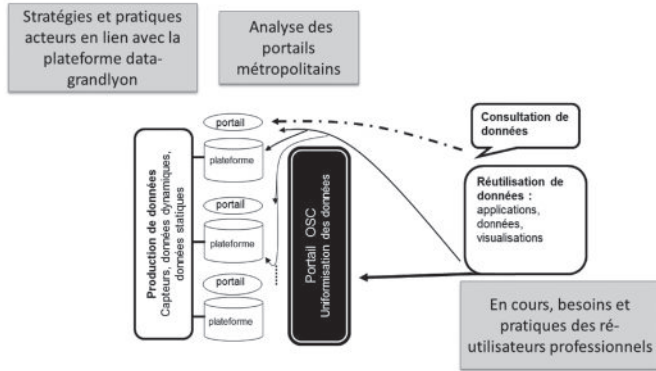 Stratégies et pratiques
acteurs en lien avec la
plateforme data-
grandlyon
Analyse des
portails
métropolitains
portail
plateforme
portail
plateforme
portail
plateforme
Production de données
Capteurs, données dynamiques,
données statiques
Portail OSC
Uniformisation des données
Consultation de
données
Réutilisation de
données :
applications,
données,
visualisations
En cours, besoins et
pratiques des ré-
utilisateurs professionnels